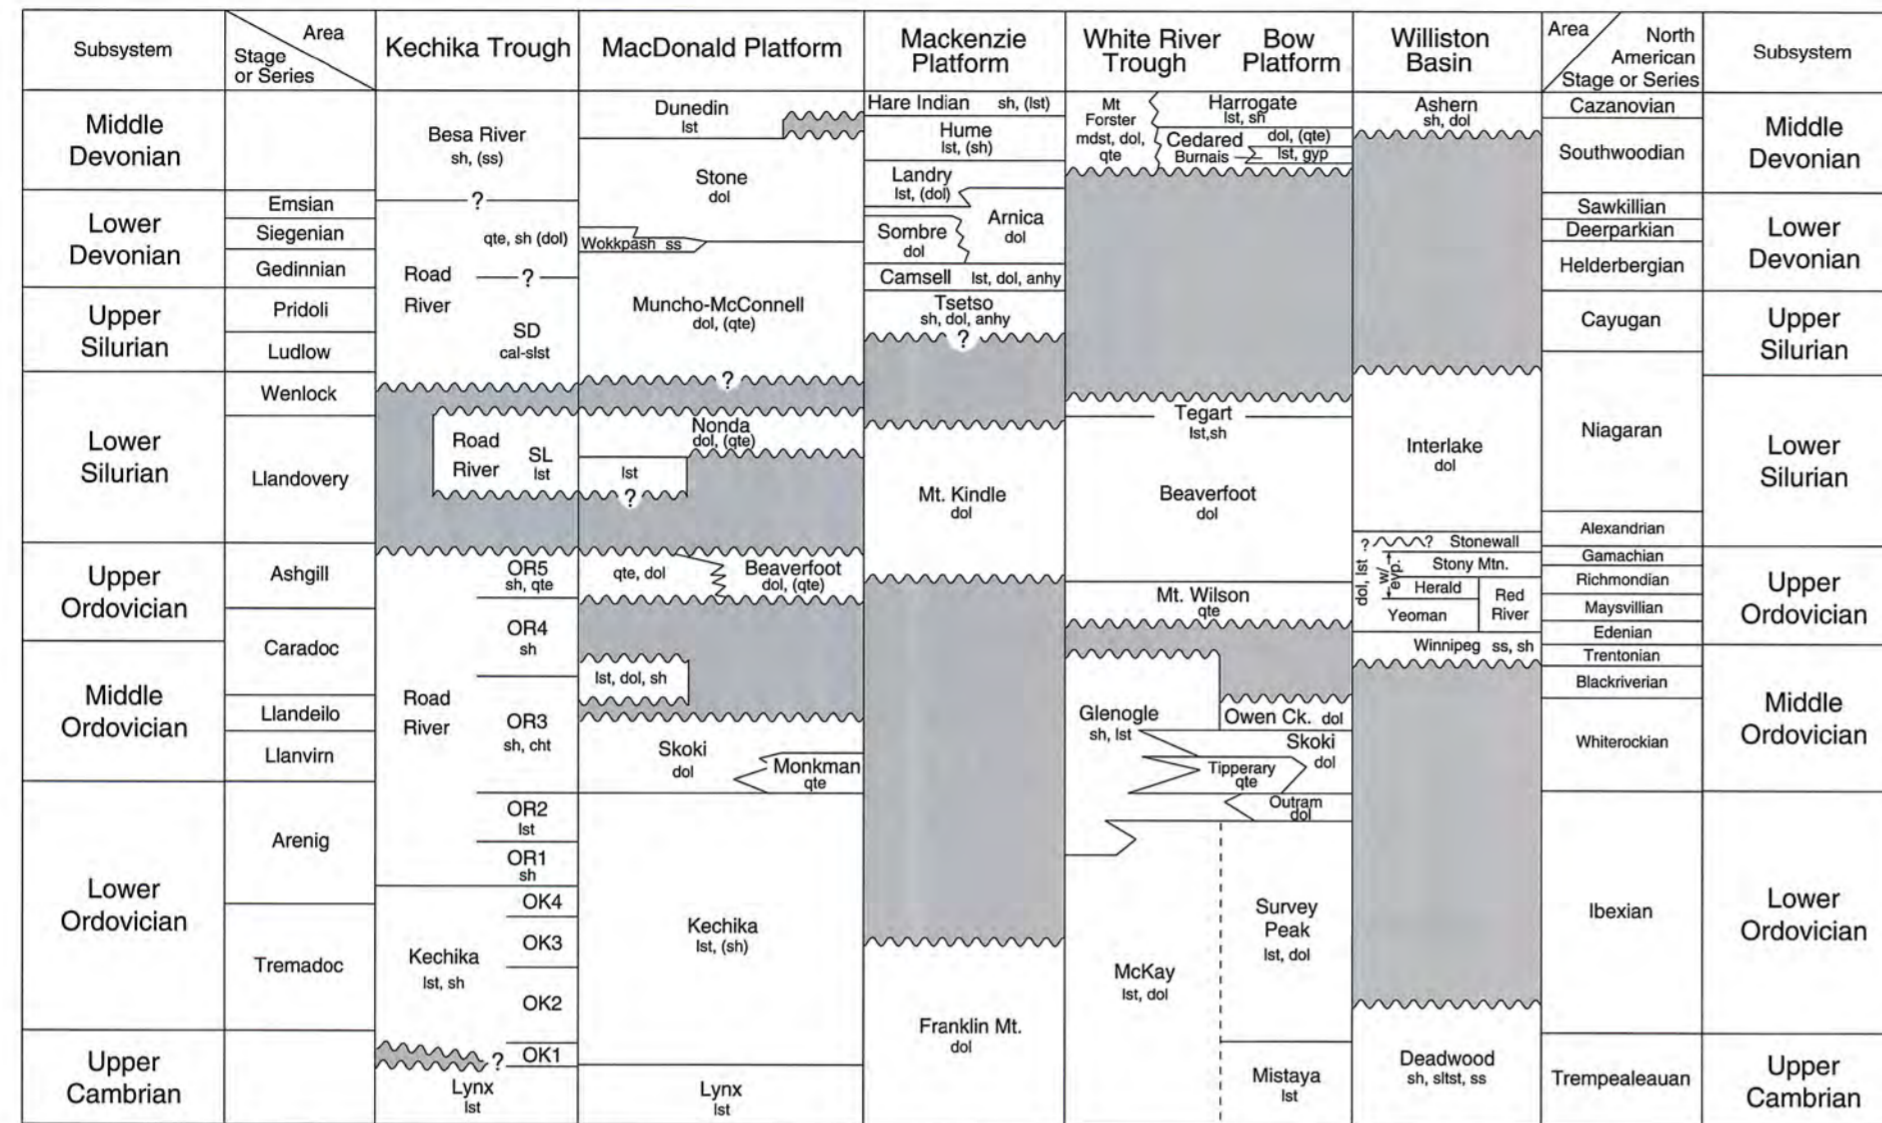 Subsystem
Area
Stage
or Series
Kechika Trough
MacDonald Platform
Mackenzie
Platform
White River
Trough
Bow
Platform
Williston
Basin
Area
North
American
Stage or Series
Subsystem
Middle
Devonian
Lower
Devonian
Upper
Silurian
Lower
Silurian
Upper
Ordovician
Middle
Ordovician
Lower
Ordovician
Upper
Cambrian
Emsian
Siegenian
Gedinnian
Pridoli
Ludlow
Wenlock
Llandovery
Ashgill
Caradoc
Llandeilo
Llanvirn
Arenig
Tremadoc
Besa River
sh, (ss)
?
qte, sh (dol)
Road
River
?
SD
cal-slst
Road
River
SL
lst
OR5
sh, qte
OR4
sh
Road
River
OR3
sh, cht
OR2
lst
OR1
sh
OK4
OK3
Kechika
lst, sh
OK2
OK1
?
Lynx
lst
Dunedin
lst
Stone
dol
Wokkpash ss
Muncho-McConnell
dol, (qte)
?
Nonda
dol, (qte)
lst
?
qte, dol
Beaverfoot
dol, (qte)
lst, dol, sh
Skoki
dol
Monkman
qte
Kechika
lst, (sh)
Lynx
lst
Hare Indian sh, (lst)
Hume
lst, (sh)
Landry
lst, (dol)
Arnica
dol
Sombre
dol
Camsell lst, dol, anhy
Tsetso
sh, dol, anhy
?
Mt. Kindle
dol
Franklin Mt.
dol
Mt
Forster
mdst, dol,
qte
Harrogate
lst, sh
Cedared dol, (qte)
Burnais lst, gyp
Tegart
lst,sh
Beaverfoot
dol
Mt. Wilson
qte
Glenogle
sh, lst
Owen Ck. dol
Skoki
dol
Tipperary
qte
Outram
dol
Survey
Peak
lst, dol
McKay
lst, dol
Mistaya
lst
Ashern
sh, dol
Interlake
dol
? ? Stonewall
dol, lst
w/
evp.
Stony Mtn.
Herald
Red
River
Yeoman
Winnipeg ss, sh
Deadwood
sh, sltst, ss
Cazanovian
Southwoodian
Sawkillian
Deerparkian
Helderbergian
Cayugan
Niagaran
Alexandrian
Gamachian
Richmondian
Maysvillian
Edenian
Trentonian
Blackriverian
Whiterockian
Ibexian
Trempealeauan
Middle
Devonian
Lower
Devonian
Upper
Silurian
Lower
Silurian
Upper
Ordovician
Middle
Ordovician
Lower
Ordovician
Upper
Cambrian